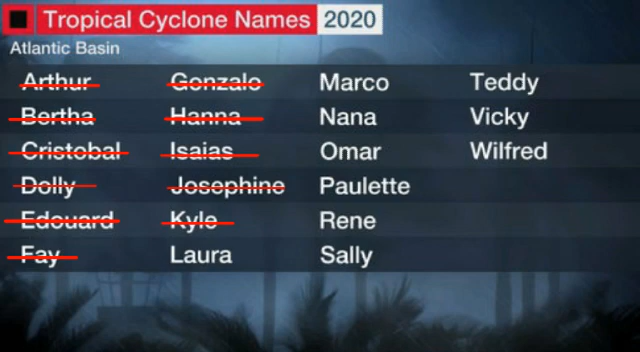 Tropical Cyclone Names 2020
Atlantic Basin
Arthur Gonzalo Marco Teddy
Bertha Hanna Nana Vicky
Cristobal Isaias Omar Wilfred
Dolly Josephine Paulette
Edouard Kyle Rene
Fay Laura Sally